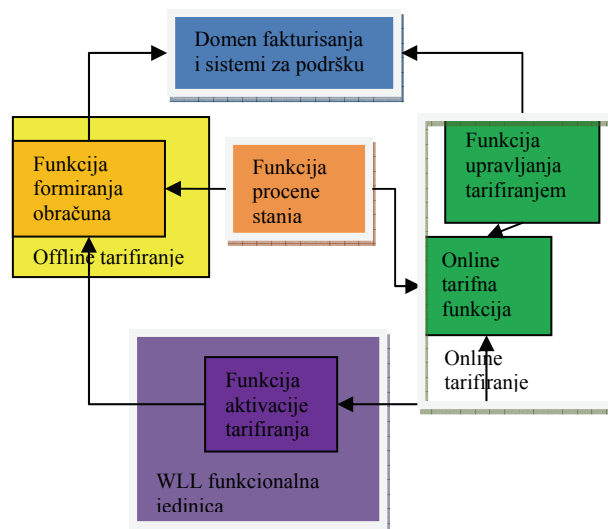 Domen fakturisanja
i sistemi za podršku
Funkcija
formiranja
obračuna
Offline tarifiranje
Funkcija
procene
stanja
Funkcija
upravljanja
tarifiranjem
Online
tarifna
funkcija
Online
tarifiranje
Funkcija
aktivacije
tarifiranja
WLL funkcionalna
jedinica